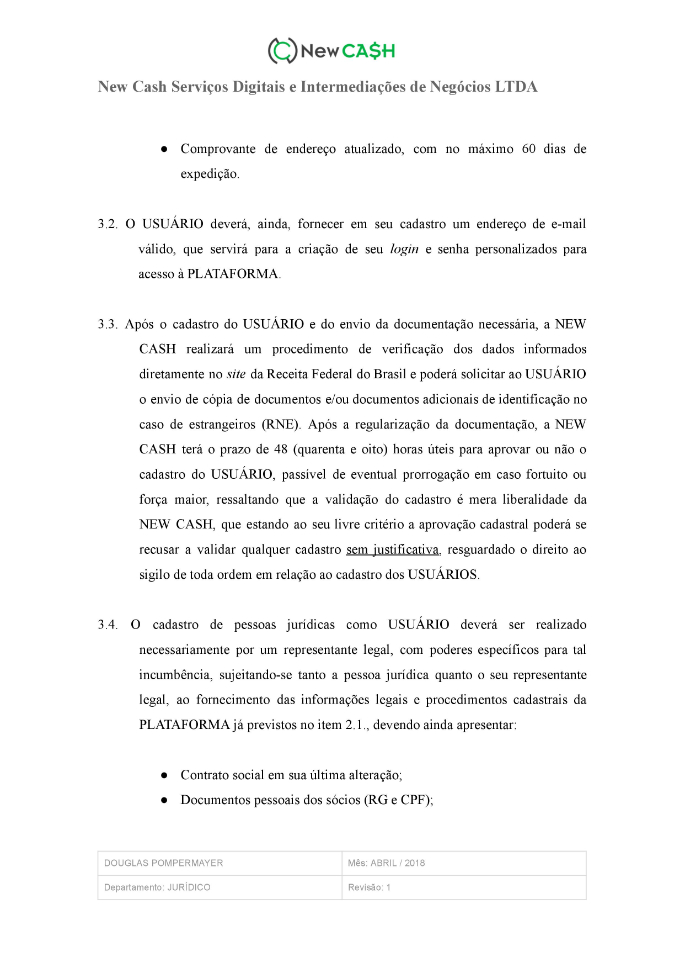 New CA$H
New Cash Serviços Digitais e Intermediações de Negócios LTDA
● Comprovante de endereço atualizado, com no máximo 60 dias de
expedição.
3.2. O USUÁRIO deverá, ainda, fornecer em seu cadastro um endereço de e-mail
válido, que servirá para a criação de seu login e senha personalizados para
acesso à PLATAFORMA.
3.3. Após o cadastro do USUÁRIO e do envio da documentação necessária, a NEW
CASH realizará um procedimento de verificação dos dados informados
diretamente no site da Receita Federal do Brasil e poderá solicitar ao USUÁRIO
o envio de cópia de documentos e/ou documentos adicionais de identificação no
caso de estrangeiros (RNE). Após a regularização da documentação, a NEW
CASH terá o prazo de 48 (quarenta e oito) horas úteis para aprovar ou não o
cadastro do USUÁRIO, passível de eventual prorrogação em caso fortuito ou
força maior, ressaltando que a validação do cadastro é mera liberalidade da
NEW CASH, que estando ao seu livre critério a aprovação cadastral poderá se
recusar a validar qualquer cadastro sem justificativa, resguardado o direito ao
sigilo de toda ordem em relação ao cadastro dos USUÁRIOS.
3.4. O cadastro de pessoas jurídicas como USUÁRIO deverá ser realizado
necessariamente por um representante legal, com poderes específicos para tal
incumbência, sujeitando-se tanto a pessoa jurídica quanto o seu representante
legal, ao fornecimento das informações legais e procedimentos cadastrais da
PLATAFORMA já previstos no item 2.1., devendo ainda apresentar:
● Contrato social em sua última alteração;
● Documentos pessoais dos sócios (RG e CPF);
DOUGLAS POMPERMAYER
Mês: ABRIL / 2018
Departamento: JURÍDICO
Revisão: 1